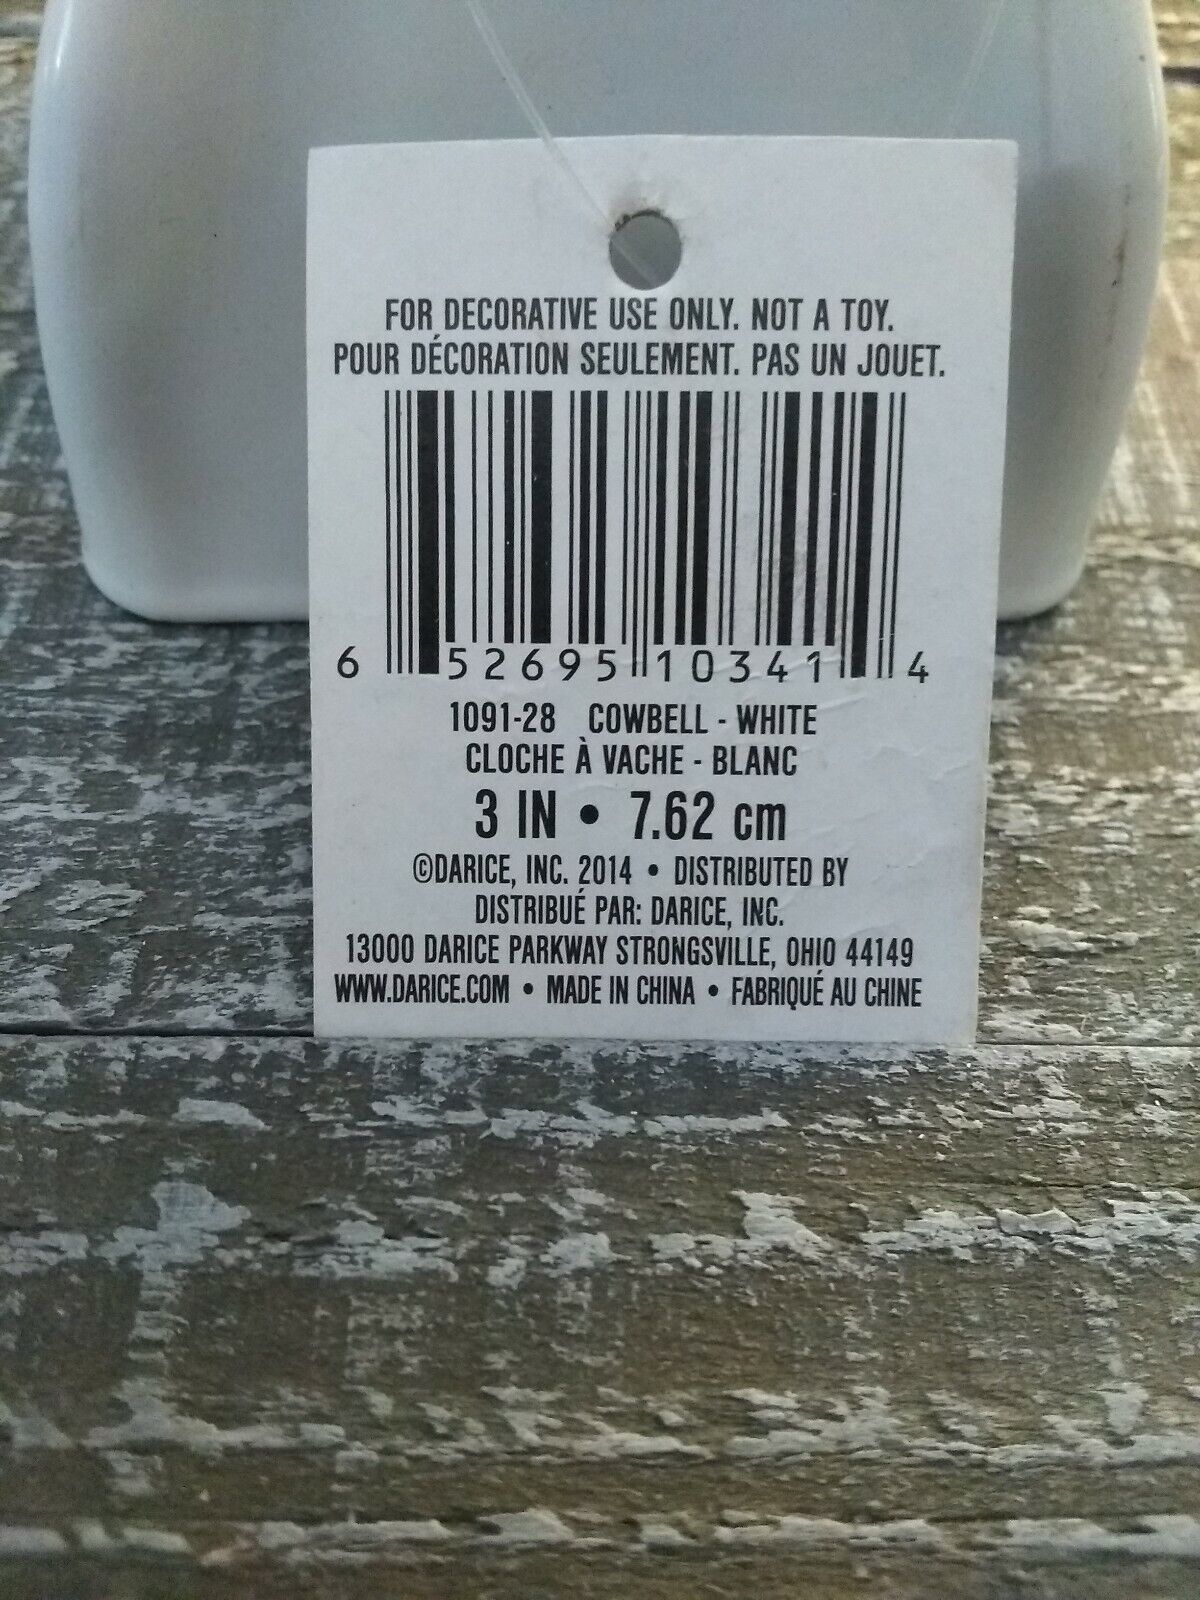 FOR DECORATIVE USE ONLY. NOT A TOY.
POUR DÉCORATION SEULEMENT. PAS UN JOUET.
6 52695 10341 4
1091-28 COWBELL - WHITE
CLOCHE À VACHE - BLANC
3 IN • 7.62 cm
©DARICE, INC. 2014 • DISTRIBUTED BY
DISTRIBUÉ PAR: DARICE, INC.
13000 DARICE PARKWAY STRONGSVILLE, OHIO 44149
WWW.DARICE.COM • MADE IN CHINA • FABRIQUÉ AU CHINE